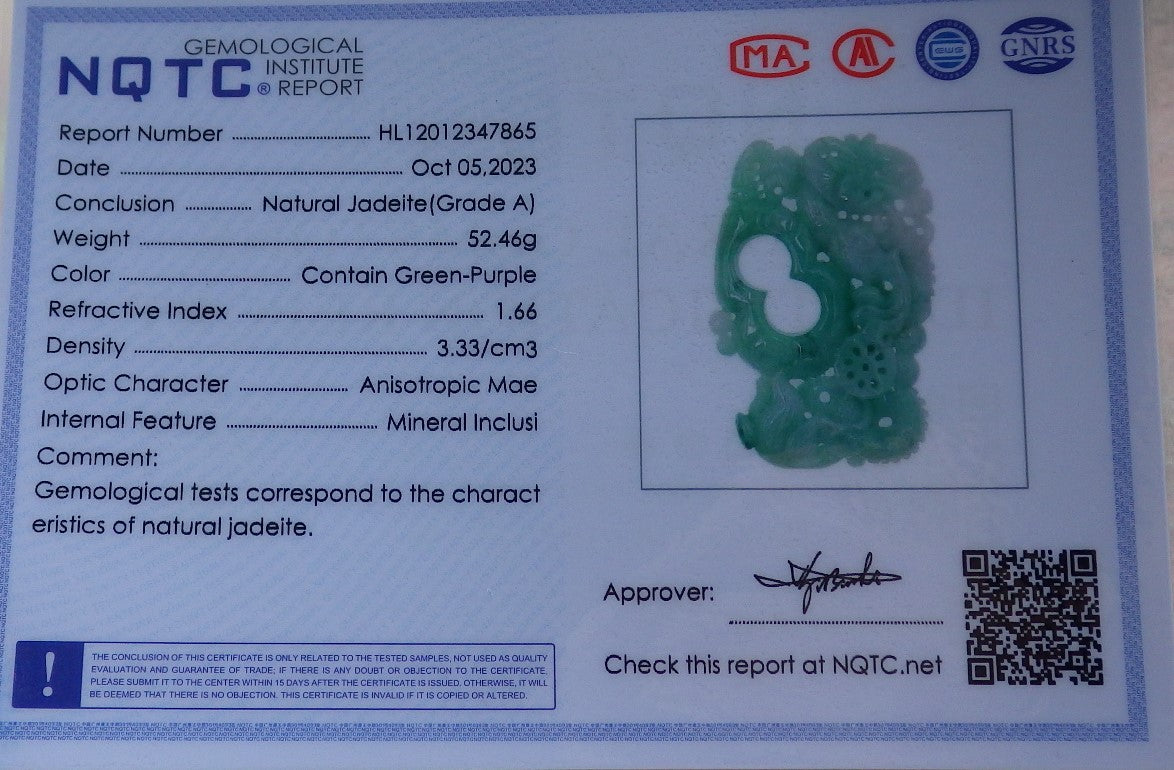 NQTC® GEMOLOGICAL
INSTITUTE
REPORT
MA
GNRS
Report Number HL12012347865
Date Oct 05,2023
Conclusion Natural Jadeite(Grade A)
Weight 52.46g
Color Contain Green-Purple
Refractive Index 1.66
Density 3.33/cm3
Optic Character Anisotropic Mae
Internal Feature Mineral Inclusi
Comment:
Gemological tests correspond to the charact
eristics of natural jadeite.
Approver:
Check this report at NQTC.net
! THE CONCLUSION OF THIS CERTIFICATE IS ONLY RELATED TO THE TESTED SAMPLES, NOT USED AS QUALITY
EVALUATION AND GUARANTEE OF TRADE; IF THERE IS ANY DOUBT OR OBJECTION TO THE CERTIFICATE,
PLEASE SUBMIT IT TO THE CENTER WITHIN 15 DAYS AFTER THE CERTIFICATE IS ISSUED. OTHERWISE, IT WILL
BE DEEMED THAT THERE IS NO OBJECTION. THIS CERTIFICATE IS INVALID IF IT IS COPIED OR ALTERED.